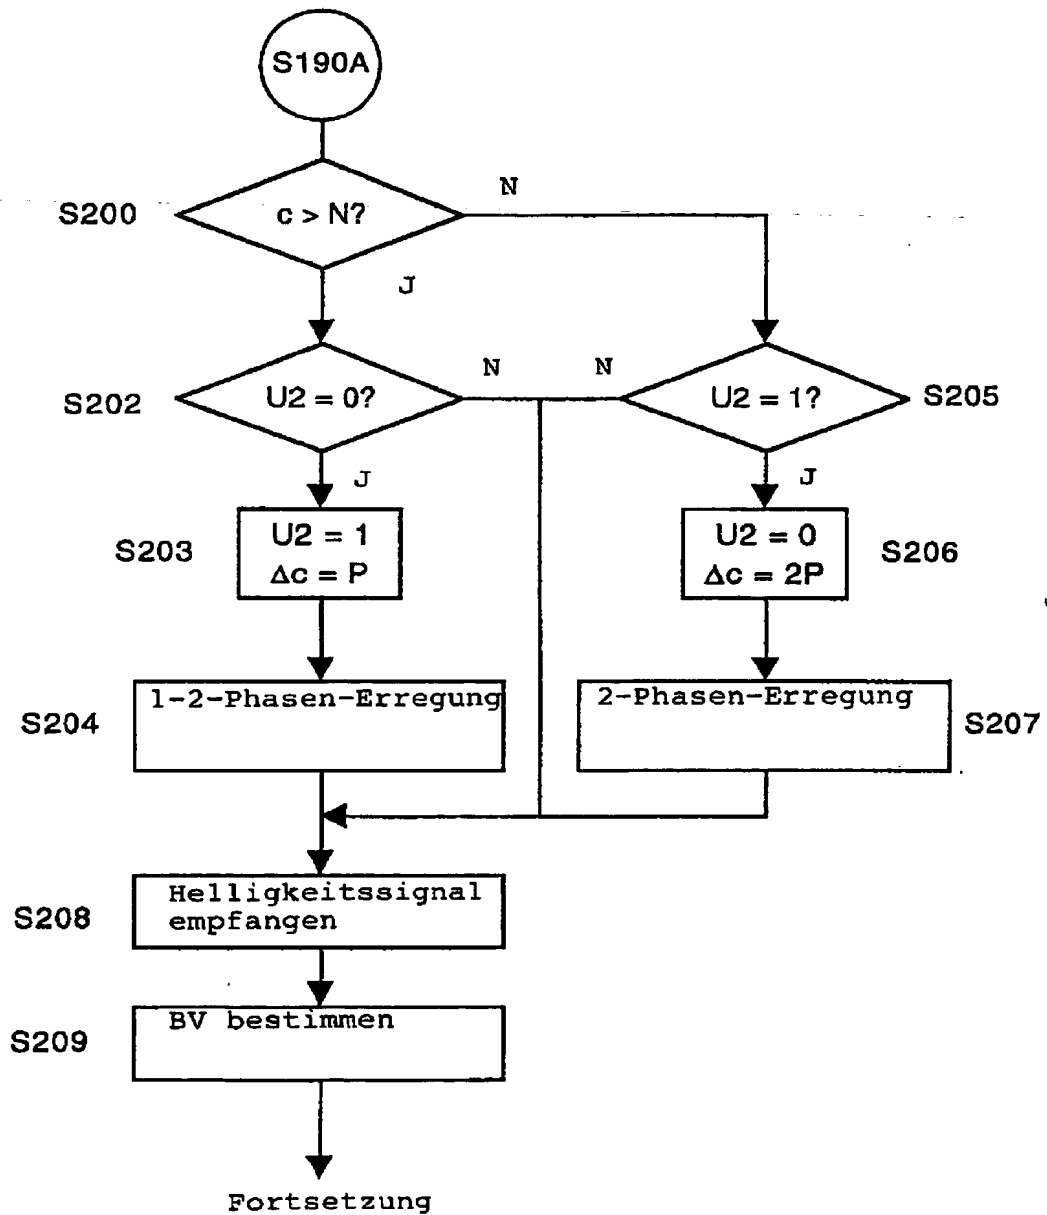 S190A
N
S200
c > N?
J
N
N
S202
U2 = 0?
U2 = 1?
S205
J
J
S203
U2 = 1
Δc = P
U2 = 0
Δc = 2P
S206
1-2-Phasen-Erregung
2-Phasen-Erregung
S204
S207
Helligkeitssignal
empfangen
S208
BV bestimmen
S209
Fortsetzung